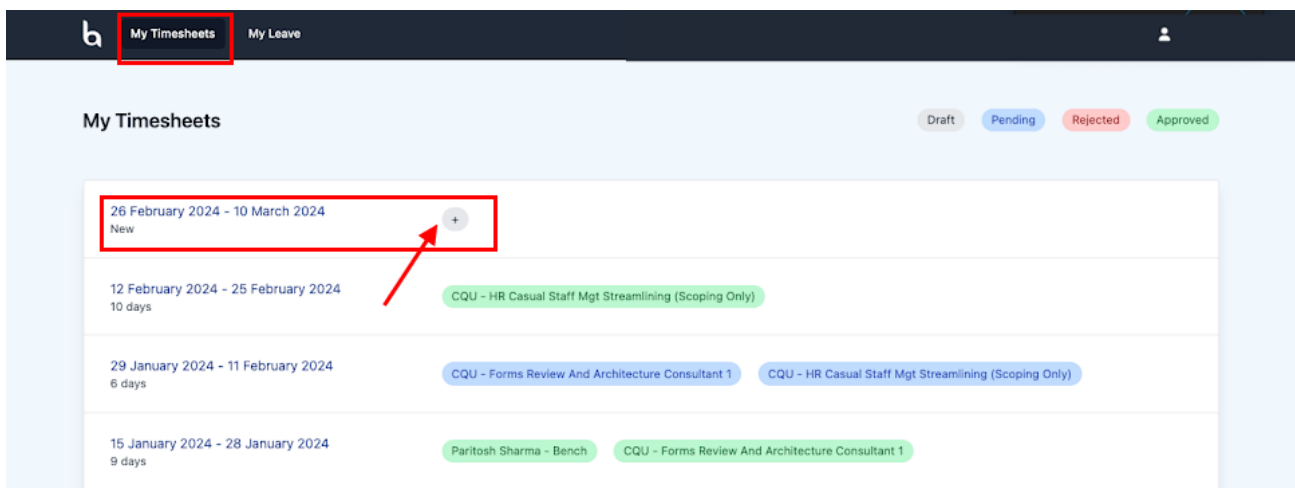 My Timesheets My Leave
My Timesheets
Draft Pending Rejected Approved
26 February 2024 - 10 March 2024
New
+
12 February 2024 - 25 February 2024
10 days
CQU - HR Casual Staff Mgt Streamlining (Scoping Only)
29 January 2024 - 11 February 2024
6 days
CQU - Forms Review And Architecture Consultant 1 CQU - HR Casual Staff Mgt Streamlining (Scoping Only)
15 January 2024 - 28 January 2024
9 days
Paritosh Sharma - Bench CQU - Forms Review And Architecture Consultant 1